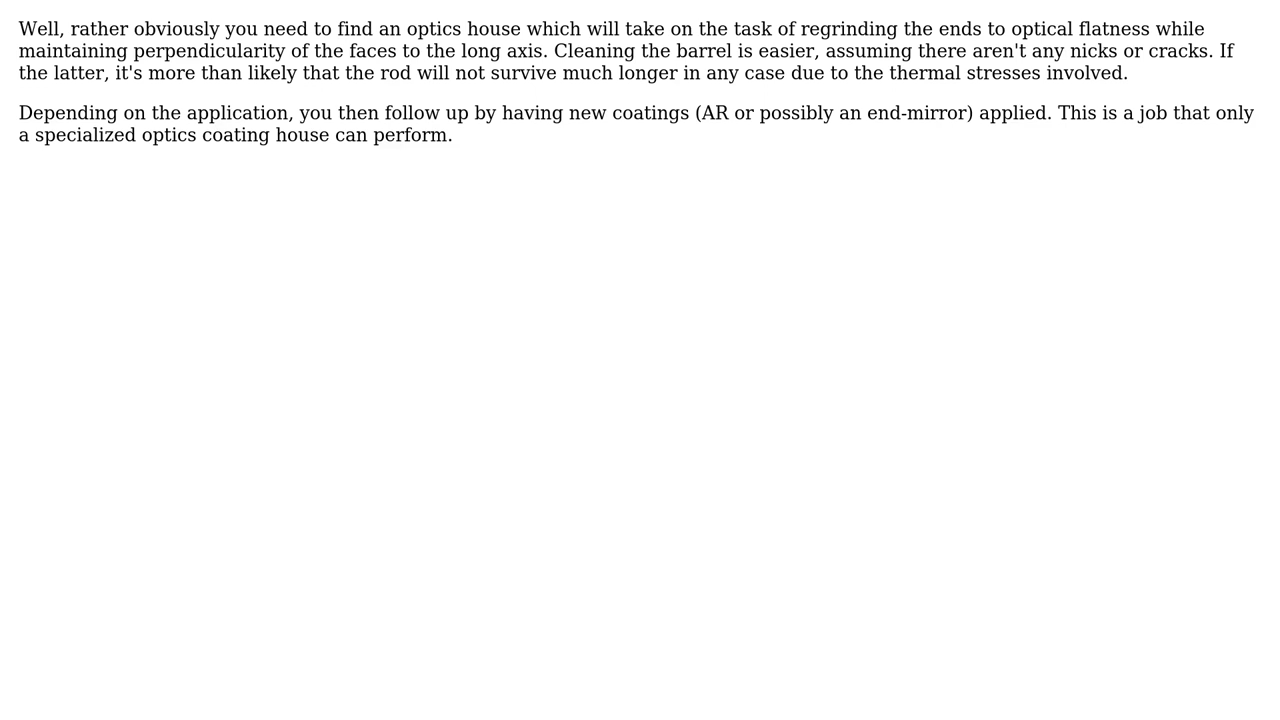 Well, rather obviously you need to find an optics house which will take on the task of regrinding the ends to optical flatness while
maintaining perpendicularity of the faces to the long axis. Cleaning the barrel is easier, assuming there aren't any nicks or cracks. If
the latter, it's more than likely that the rod will not survive much longer in any case due to the thermal stresses involved.
Depending on the application, you then follow up by having new coatings (AR or possibly an end-mirror) applied. This is a job that only
a specialized optics coating house can perform.